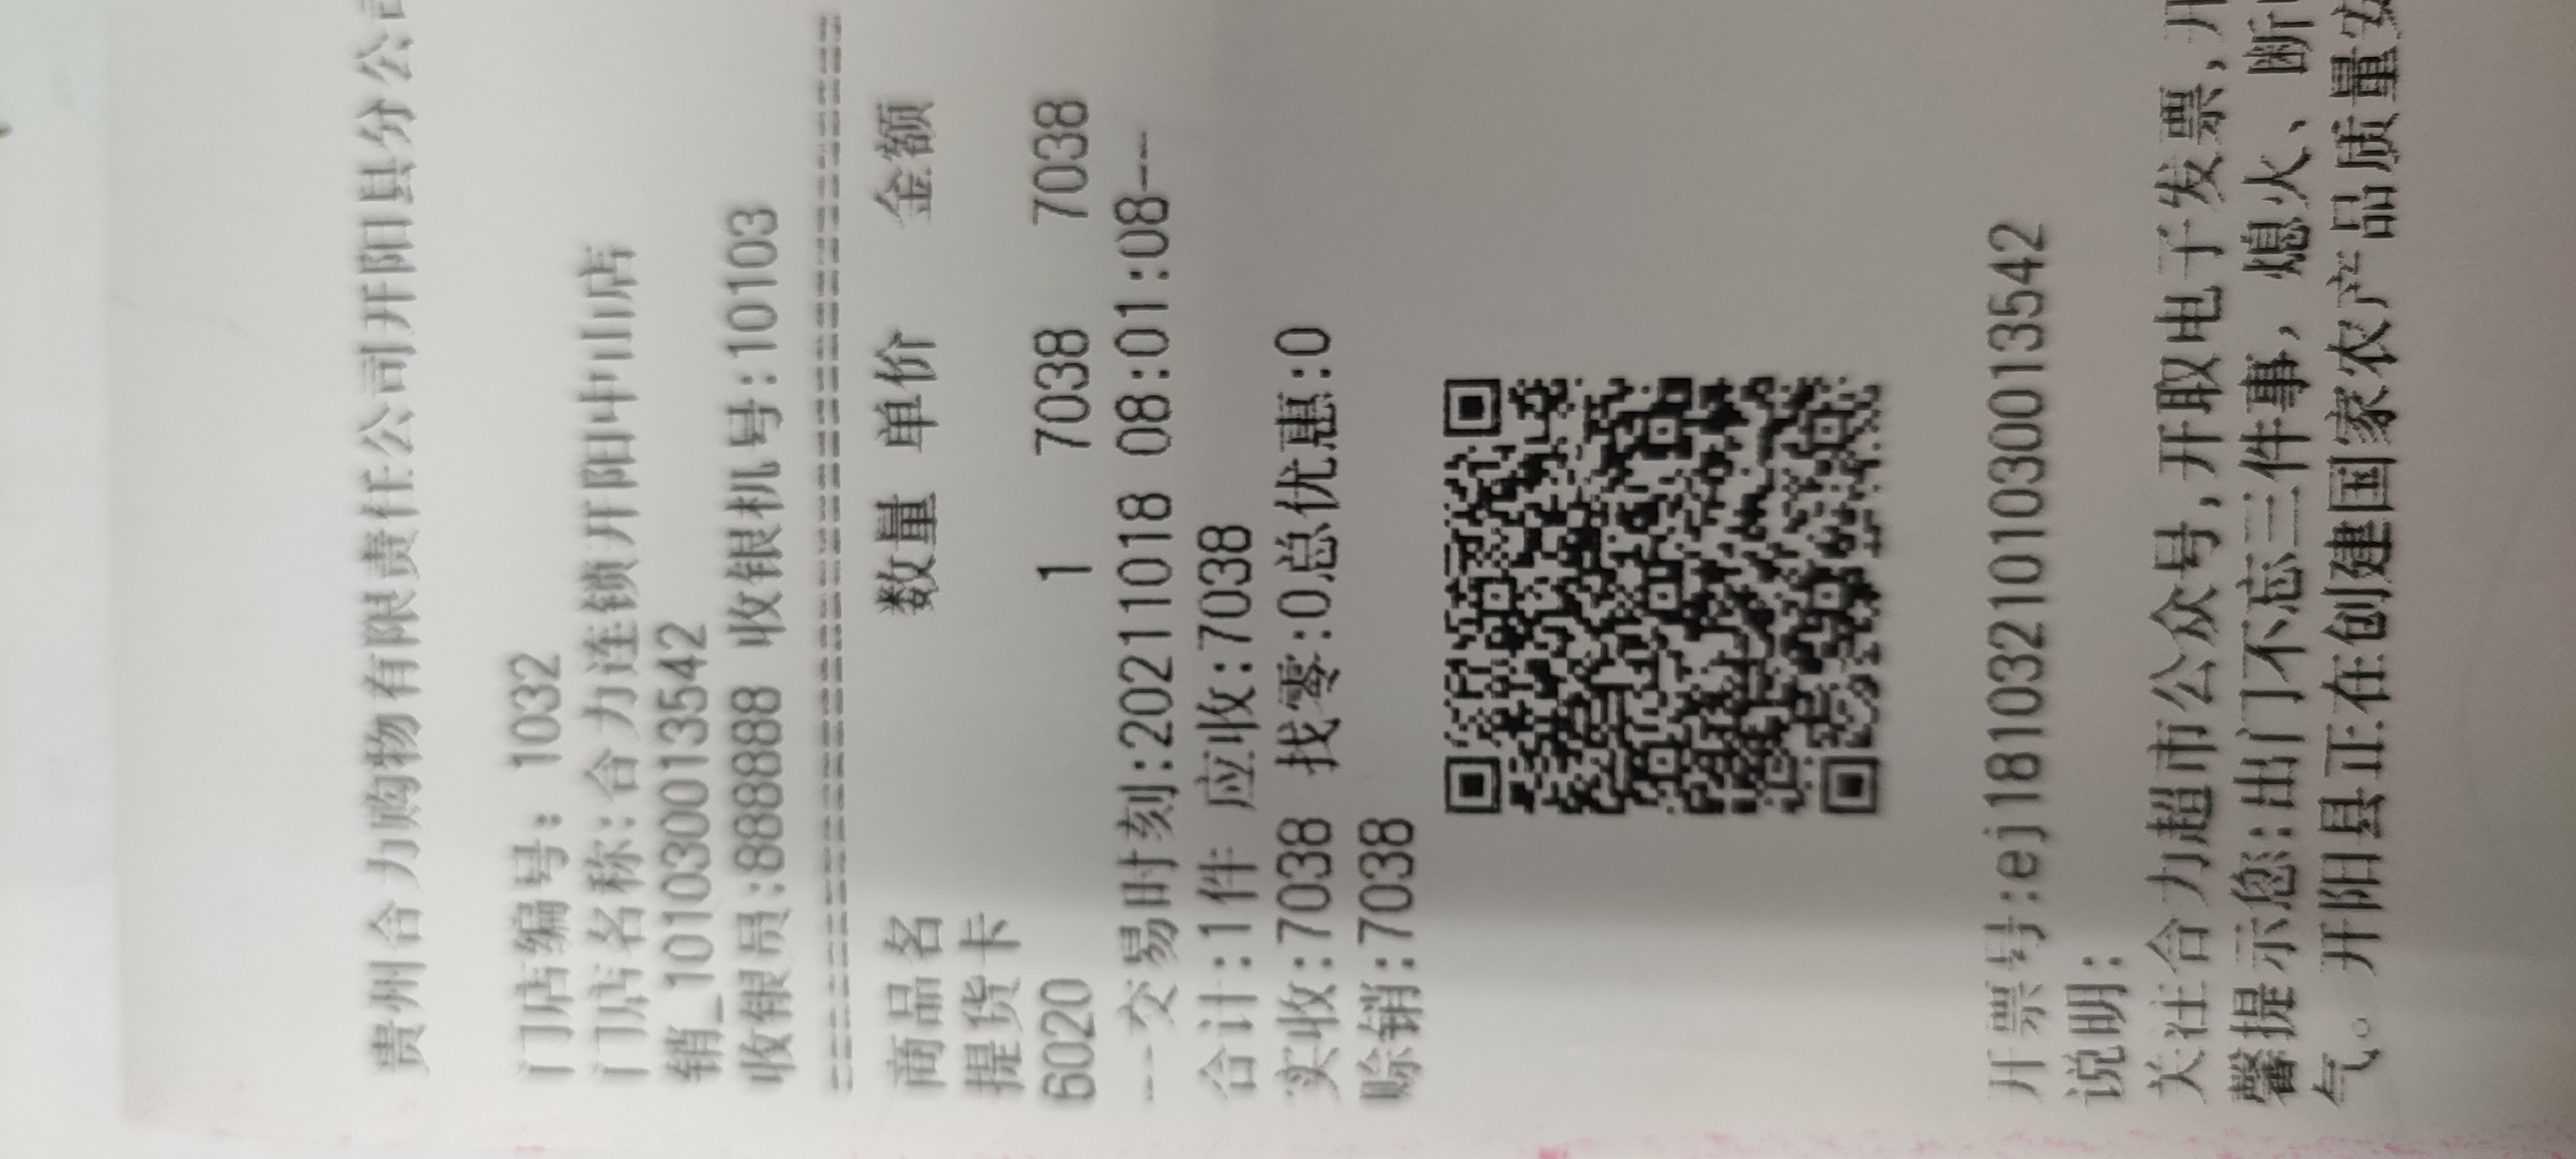 贵州合力购物有限责任公司开阳县分公司
门店编号: 1032
门店名称:合力连锁开阳中山店
销_1010300013542
收银员:888888 收银机号:10103
商品名 数量 单价 金额
提货卡
6020 1 7038 7038
---交易时刻:20211018 08:01:08---
合计:1件 应收:7038
实收:7038 找零:0总优惠:0
赊销:7038
开票号:ej1810321010300013542
说明:
关注合力超市公众号,开取电子发票,开
馨提示您:出门不忘三件事,熄火、断
气。开阳县正在创建国家农产品质量安